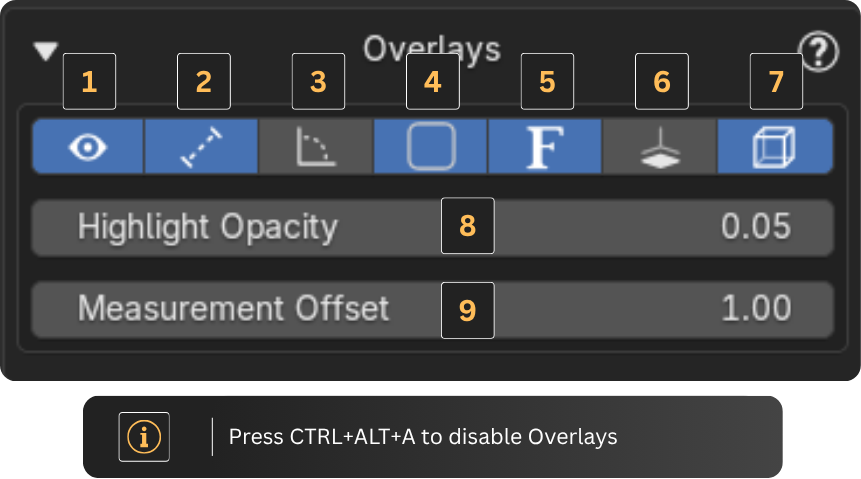 Overlays
?
1 2 3 4 5 6 7
F
Highlight Opacity 8 0.05
Measurement Offset 9 1.00
i Press CTRL+ALT+A to disable Overlays